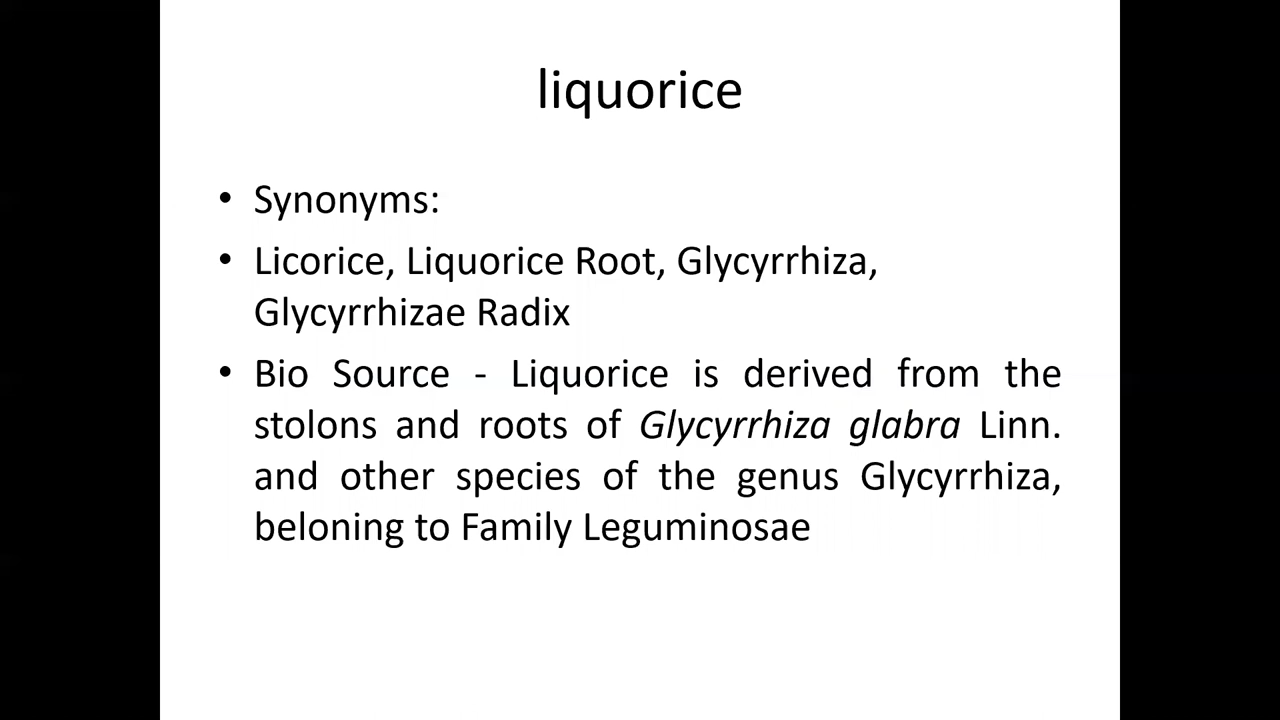 liquorice
• Synonyms:
• Licorice, Liquorice Root, Glycyrrhiza,
Glycyrrhizae Radix
• Bio Source - Liquorice is derived from the
stolons and roots of Glycyrrhiza glabra Linn.
and other species of the genus Glycyrrhiza,
beloning to Family Leguminosae